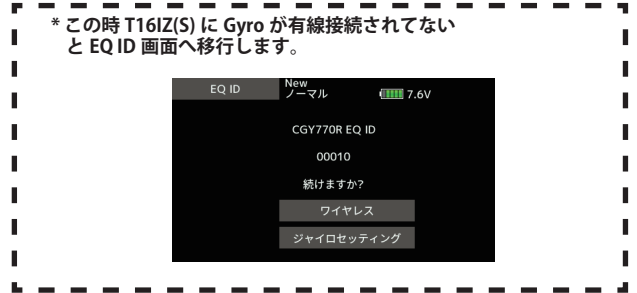 * この時 T16IZ(S) に Gyro が有線接続されてない
と EQ ID 画面へ移行します。
EQ ID
New
ノーマル
7.6V
CGY770R EQ ID
00010
続けますか?
ワイヤレス
ジャイロセッティング